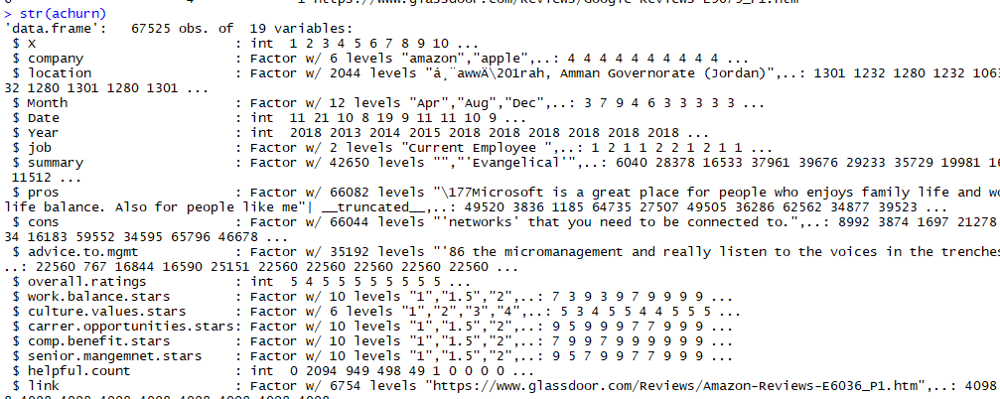 1 https://www.glassdoor.com/Reviews/Google-Reviews-E9079_P1.htm
> str(achurn)
'data.frame':   67525 obs. of  19 variables:
 $ X                        : int  1 2 3 4 5 6 7 8 9 10 ...
 $ company                  : Factor w/ 6 levels "amazon","apple",..: 4 4 4 4 4 4 4 4 4 4 ...
 $ location                 : Factor w/ 2044 levels "á¸¨awwÄ\201rah, Amman Governorate (Jordan)",..: 1301 1232 1280 1232 106
32 1280 1301 1280 1301 ...
 $ Month                    : Factor w/ 12 levels "Apr","Aug","Dec",..: 3 7 9 4 6 3 3 3 3 3 ...
 $ Date                     : int  11 21 10 8 19 9 11 11 10 9 ...
 $ Year                     : int  2018 2013 2014 2015 2018 2018 2018 2018 2018 2018 ...
 $ job                      : Factor w/ 2 levels "Current Employee ",..: 1 2 1 1 2 2 1 2 1 1 ...
 $ summary                  : Factor w/ 42650 levels "","'Evangelical'",..: 6040 28378 16533 37961 39676 29233 35729 19981 16
11512 ...
 $ pros                     : Factor w/ 66082 levels "\177Microsoft is a great place for people who enjoys family life and wo
life balance. Also for people like me"| __truncated__,..: 49520 3836 1185 64735 27507 49505 36286 62562 34877 39523 ...
 $ cons                     : Factor w/ 66044 levels "'networks' that you need to be connected to.",..: 8992 3874 1697 21278
34 16183 59552 34595 65796 46678 ...
 $ advice.to.mgmt           : Factor w/ 35192 levels "'86 the micromanagement and really listen to the voices in the trenches
..: 22560 767 16844 16590 25151 22560 22560 22560 22560 22560 ...
 $ overall.ratings          : int  5 4 5 5 5 5 5 5 5 5 ...
 $ work.balance.stars       : Factor w/ 10 levels "1","1.5","2",..: 7 3 9 3 9 7 9 9 9 9 ...
 $ culture.values.stars     : Factor w/ 6 levels "1","2","3","4",..: 5 3 4 5 5 4 4 5 5 5 ...
 $ carrer.opportunities.stars: Factor w/ 10 levels "1","1.5","2",..: 9 5 9 9 9 7 7 9 9 9 ...
 $ comp.benefit.stars       : Factor w/ 10 levels "1","1.5","2",..: 7 9 9 7 9 9 9 9 9 9 ...
 $ senior.mangemnet.stars   : Factor w/ 10 levels "1","1.5","2",..: 9 5 7 9 9 7 7 9 9 9 ...
 $ helpful.count            : int  0 2094 949 498 49 1 0 0 0 0 ...
 $ link                     : Factor w/ 6754 levels "https://www.glassdoor.com/Reviews/Amazon-Reviews-E6036_P1.htm",..: 4098
8 4098 4098 4098 4098 4098 4098 4098